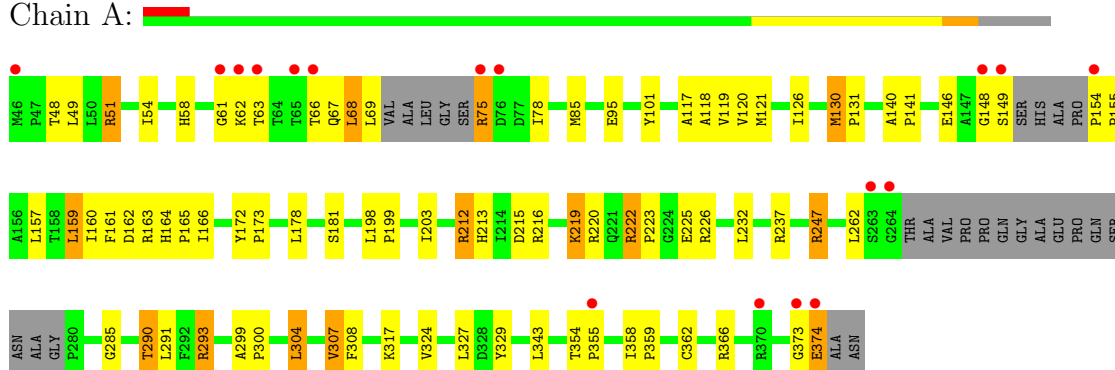 Chain A:
M46 P47 T48 L49 L50 R51 I54 H58 G61 K62 T63 T64 T65 T66 Q67 L68 L69 VAL ALA LEU GLY SER R75 D76 D77 I78 M85 E95 Y101 A117 A118 V119 V120 M121 I126 M130 P131 A140 P141 E146 A147 G148 S149 SER HIS ALA PRO P154
A156 L157 T158 L159 I160 F161 D162 R163 H164 P165 I166 Y172 P173 L178 S181 L198 P199 I203 R212 H213 I214 D215 R216 K219 R220 Q221 R222 P223 G224 E225 R226 L232 R237 R247 L262 S263 G264 THR ALA VAL PRO PRO GLN GLY ALA GLU PRO GLN SER
ASN ALA GLY P280 G285 T290 L291 F292 R293 A299 P300 L304 V307 F308 K317 V324 L327 D328 Y329 L343 T354 P355 I358 P359 C362 R366 R370 G373 E374 ALA ASN